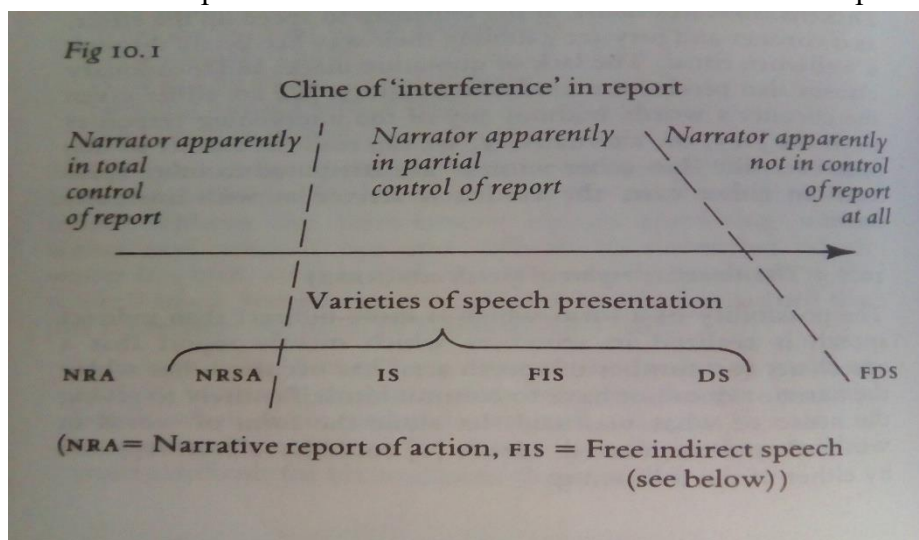 Fig 10.1
Cline of 'interference' in report
Narrator apparently
in total
control
of report
Narrator apparently
in partial
control of report
Narrator apparently
not in control
of report
at all
Varieties of speech presentation
NRA NRSA IS FIS DS FDS
(NRA= Narrative report of action, FIS = Free indirect speech
(see below))